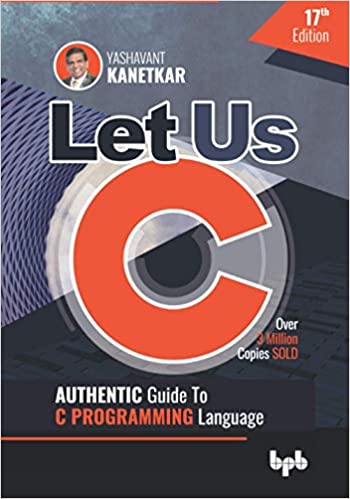 17th
Edition
YASHAVANT
KANETKAR
Let Us
C
Over
3 Million
Copies SOLD
AUTHENTIC Guide To
C PROGRAMMING Language
bpb